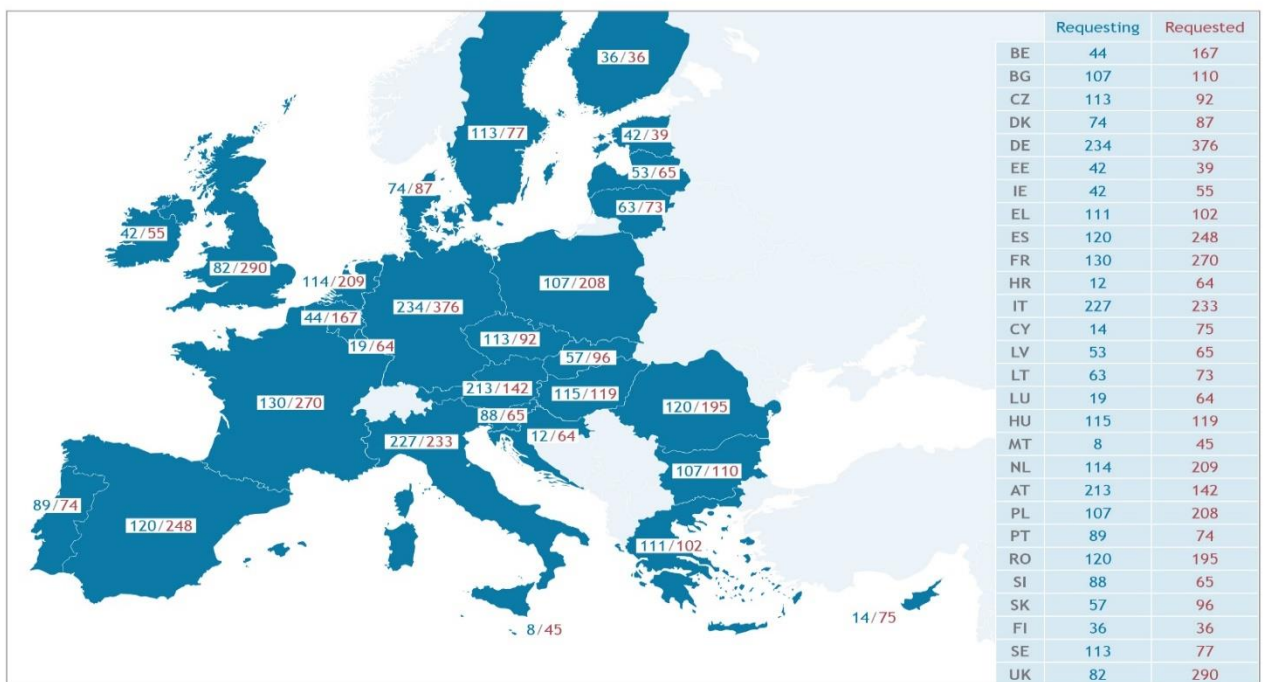 36/36
113/77
42/39
53/65
74/87
63/73
42/55
82/290
114/209
107/208
234/376
44/167
113/92
19/64
57/96
213/142
115/119
130/270
120/195
88/65
12/64
227/233
107/110
89/74
120/248
111/102
14/75
8/45
Requesting Requested
BE 44 167
BG 107 110
CZ 113 92
DK 74 87
DE 234 376
EE 42 39
IE 42 55
EL 111 102
ES 120 248
FR 130 270
HR 12 64
IT 227 233
CY 14 75
LV 53 65
LT 63 73
LU 19 64
HU 115 119
MT 8 45
NL 114 209
AT 213 142
PL 107 208
PT 89 74
RO 120 195
SI 88 65
SK 57 96
FI 36 36
SE 113 77
UK 82 290